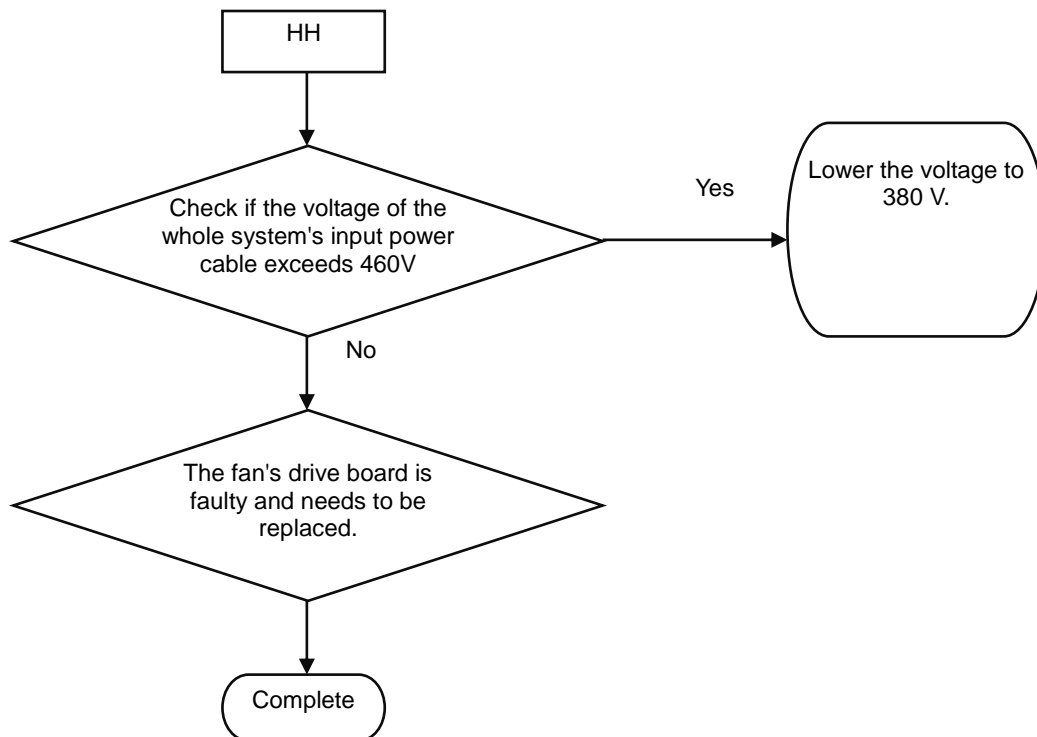 HH
Check if the voltage of the
whole system's input power
cable exceeds 460V
Yes
Lower the voltage to
380 V.
No
The fan's drive board is
faulty and needs to be
replaced.
Complete